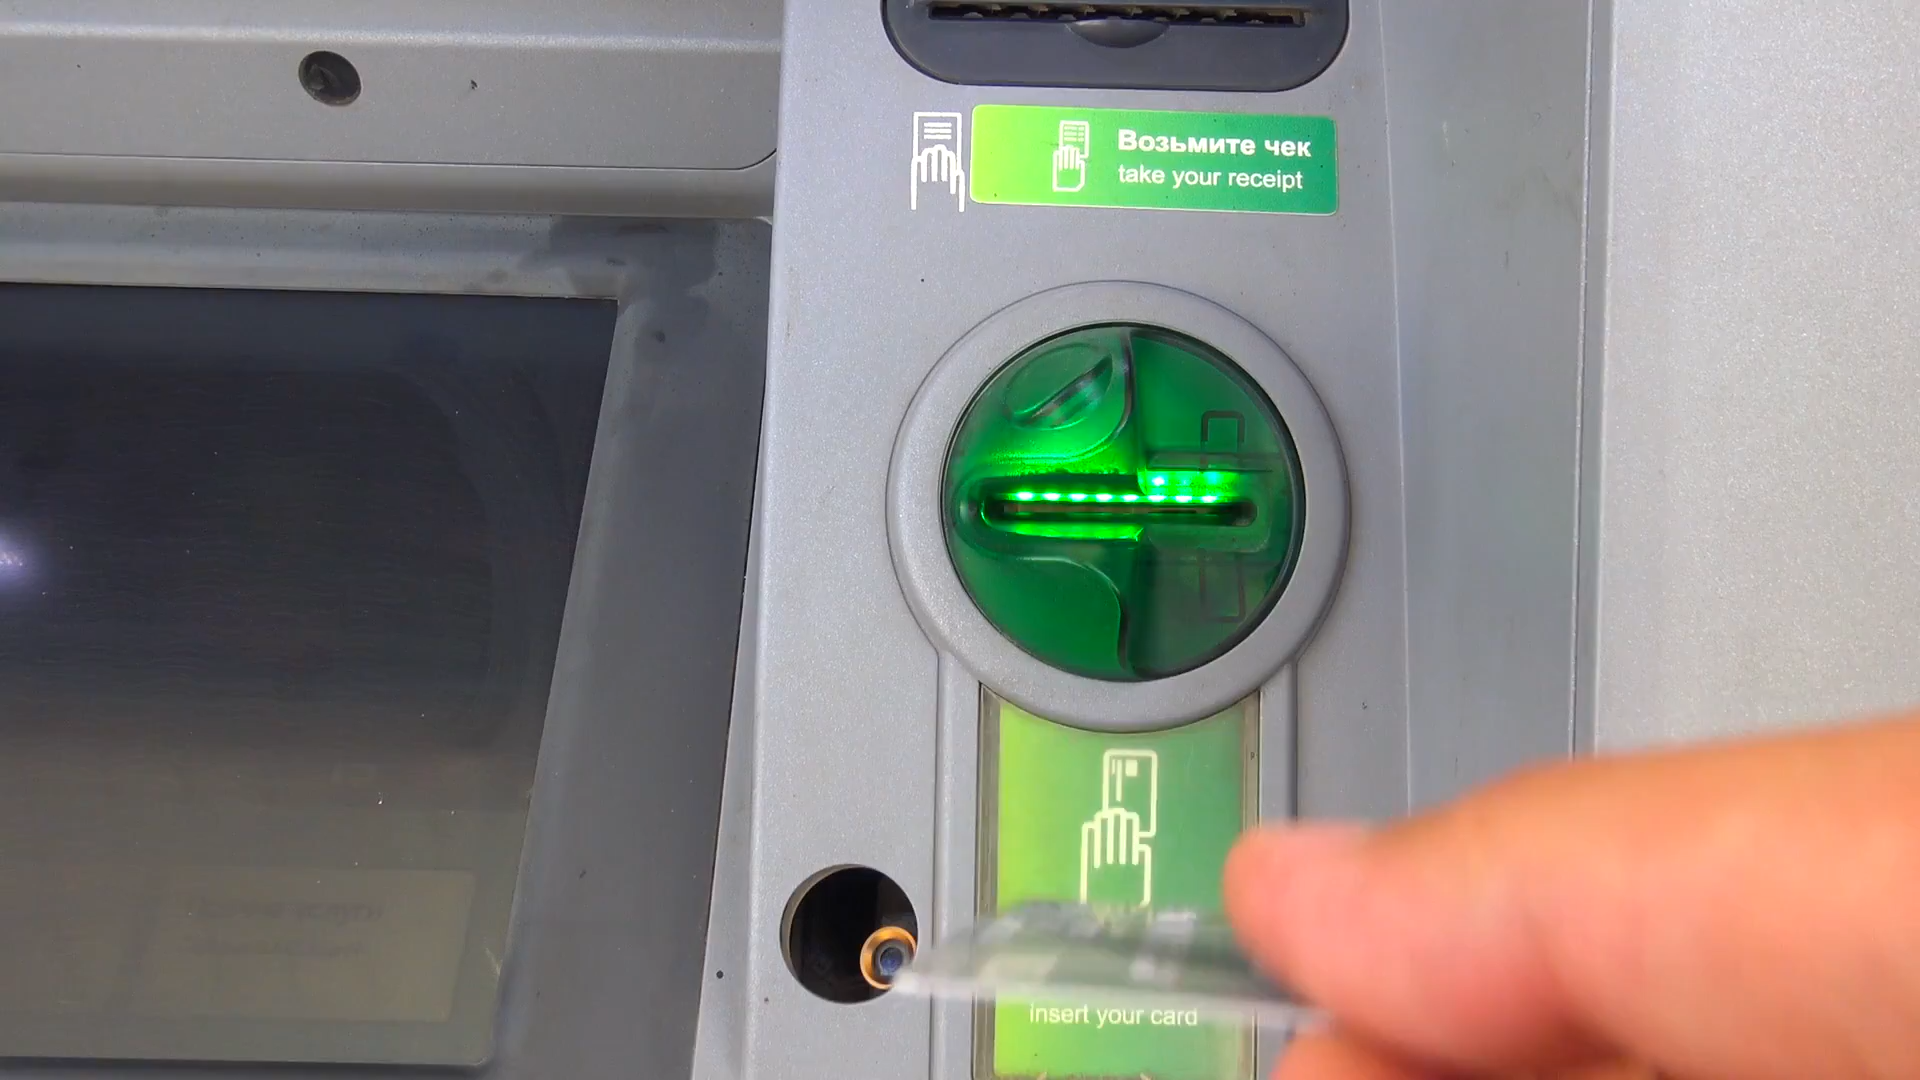 Возьмите чек
take your receipt
insert your card